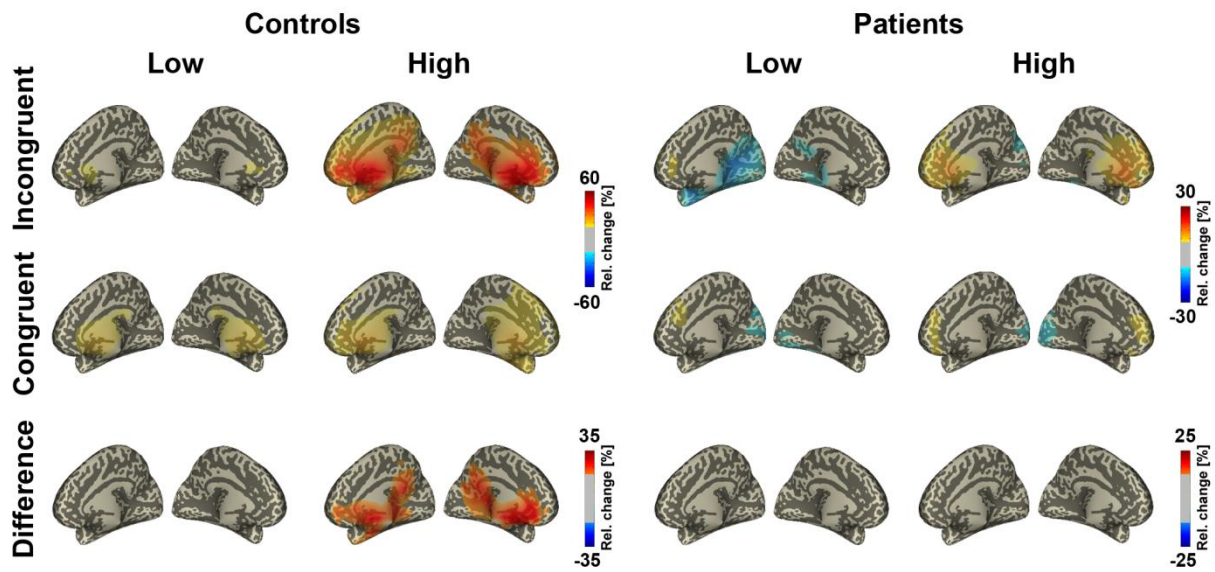 Controls
Patients
Low
High
Low
High
Incongruent
60
Rel. change [%]
-60
30
Rel. change [%]
-30
Congruent
Difference
35
Rel. change [%]
-35
25
Rel. change [%]
-25